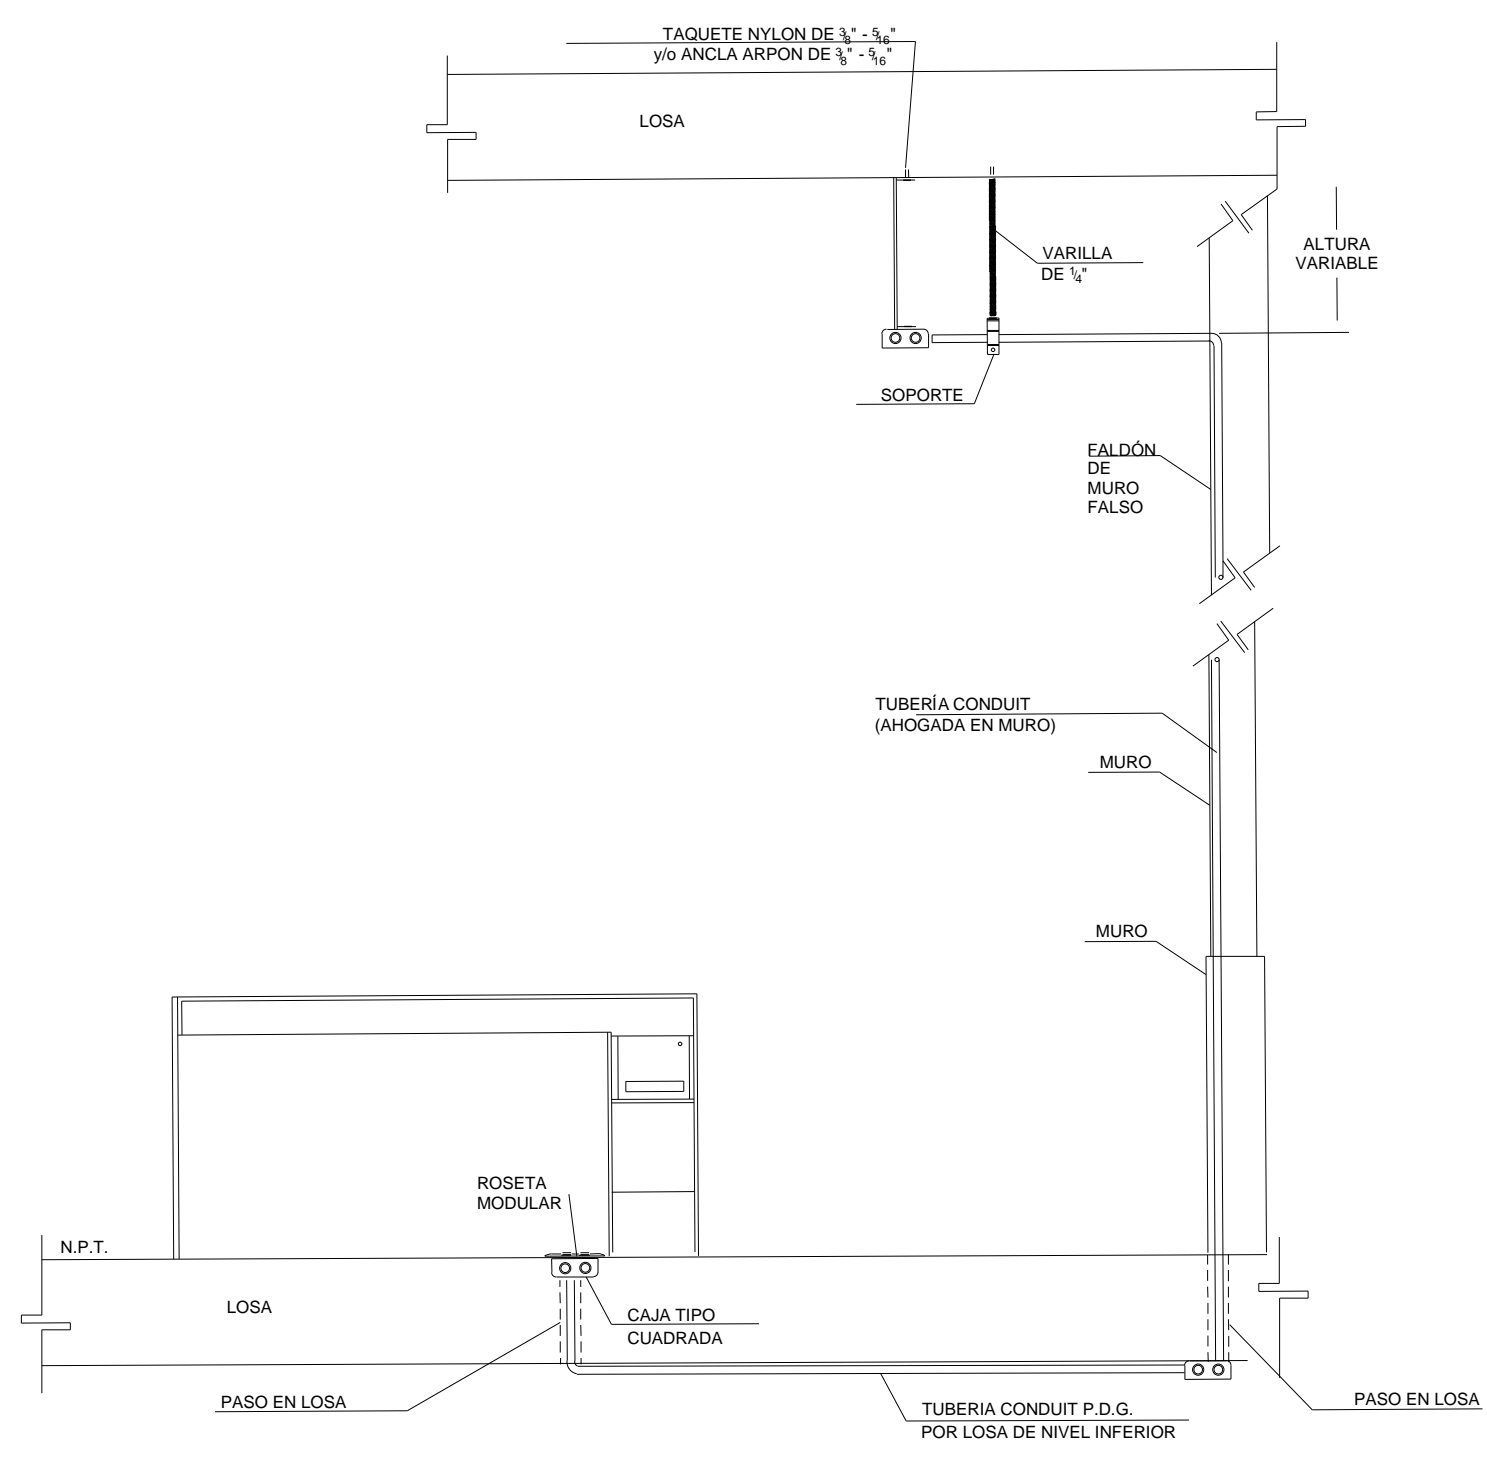 TAQUETE NYLON DE 3/8" - 5/16"
y/o ANCLA ARPON DE 3/8" - 5/16"
LOSA
ALTURA
VARIABLE
VARILLA
DE 1/4"
SOPORTE
FALDÓN
DE
MURO
FALSO
TUBERÍA CONDUIT
(AHOGADA EN MURO)
MURO
MURO
ROSETA
MODULAR
N.P.T.
LOSA
CAJA TIPO
CUADRADA
PASO EN LOSA
TUBERIA CONDUIT P.D.G.
POR LOSA DE NIVEL INFERIOR
PASO EN LOSA